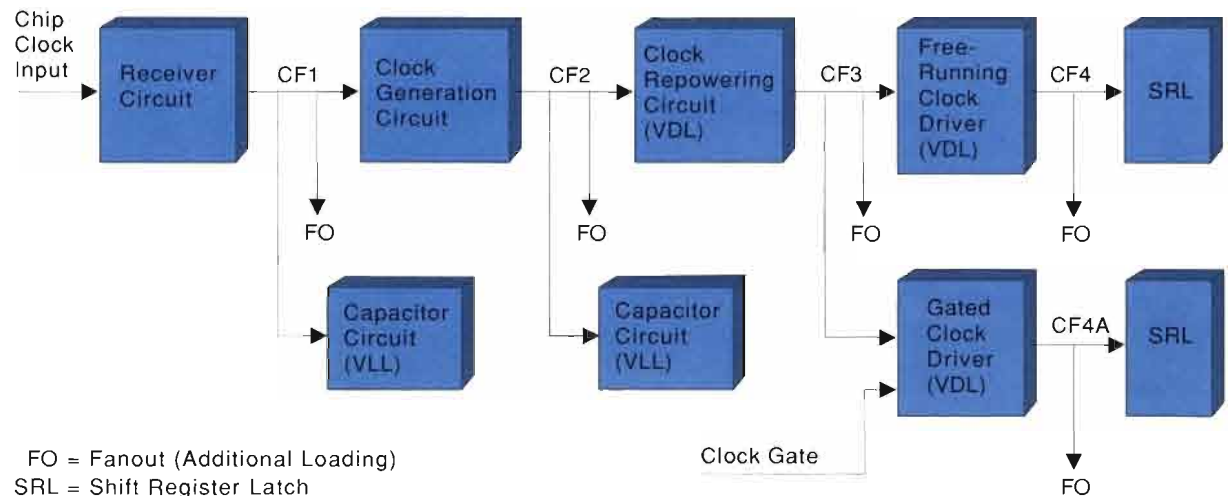 Chip
Clock
Input
Receiver
Circuit
CF1
Clock
Generation
Circuit
CF2
Clock
Repowering
Circuit
(VDL)
CF3
Free-
Running
Clock
Driver
(VDL)
CF4
SRL
FO
FO
FO
FO
Capacitor
Circuit
(VLL)
Capacitor
Circuit
(VLL)
Gated
Clock
Driver
(VDL)
CF4A
SRL
Clock Gate
FO
FO = Fanout (Additional Loading)
SRL = Shift Register Latch